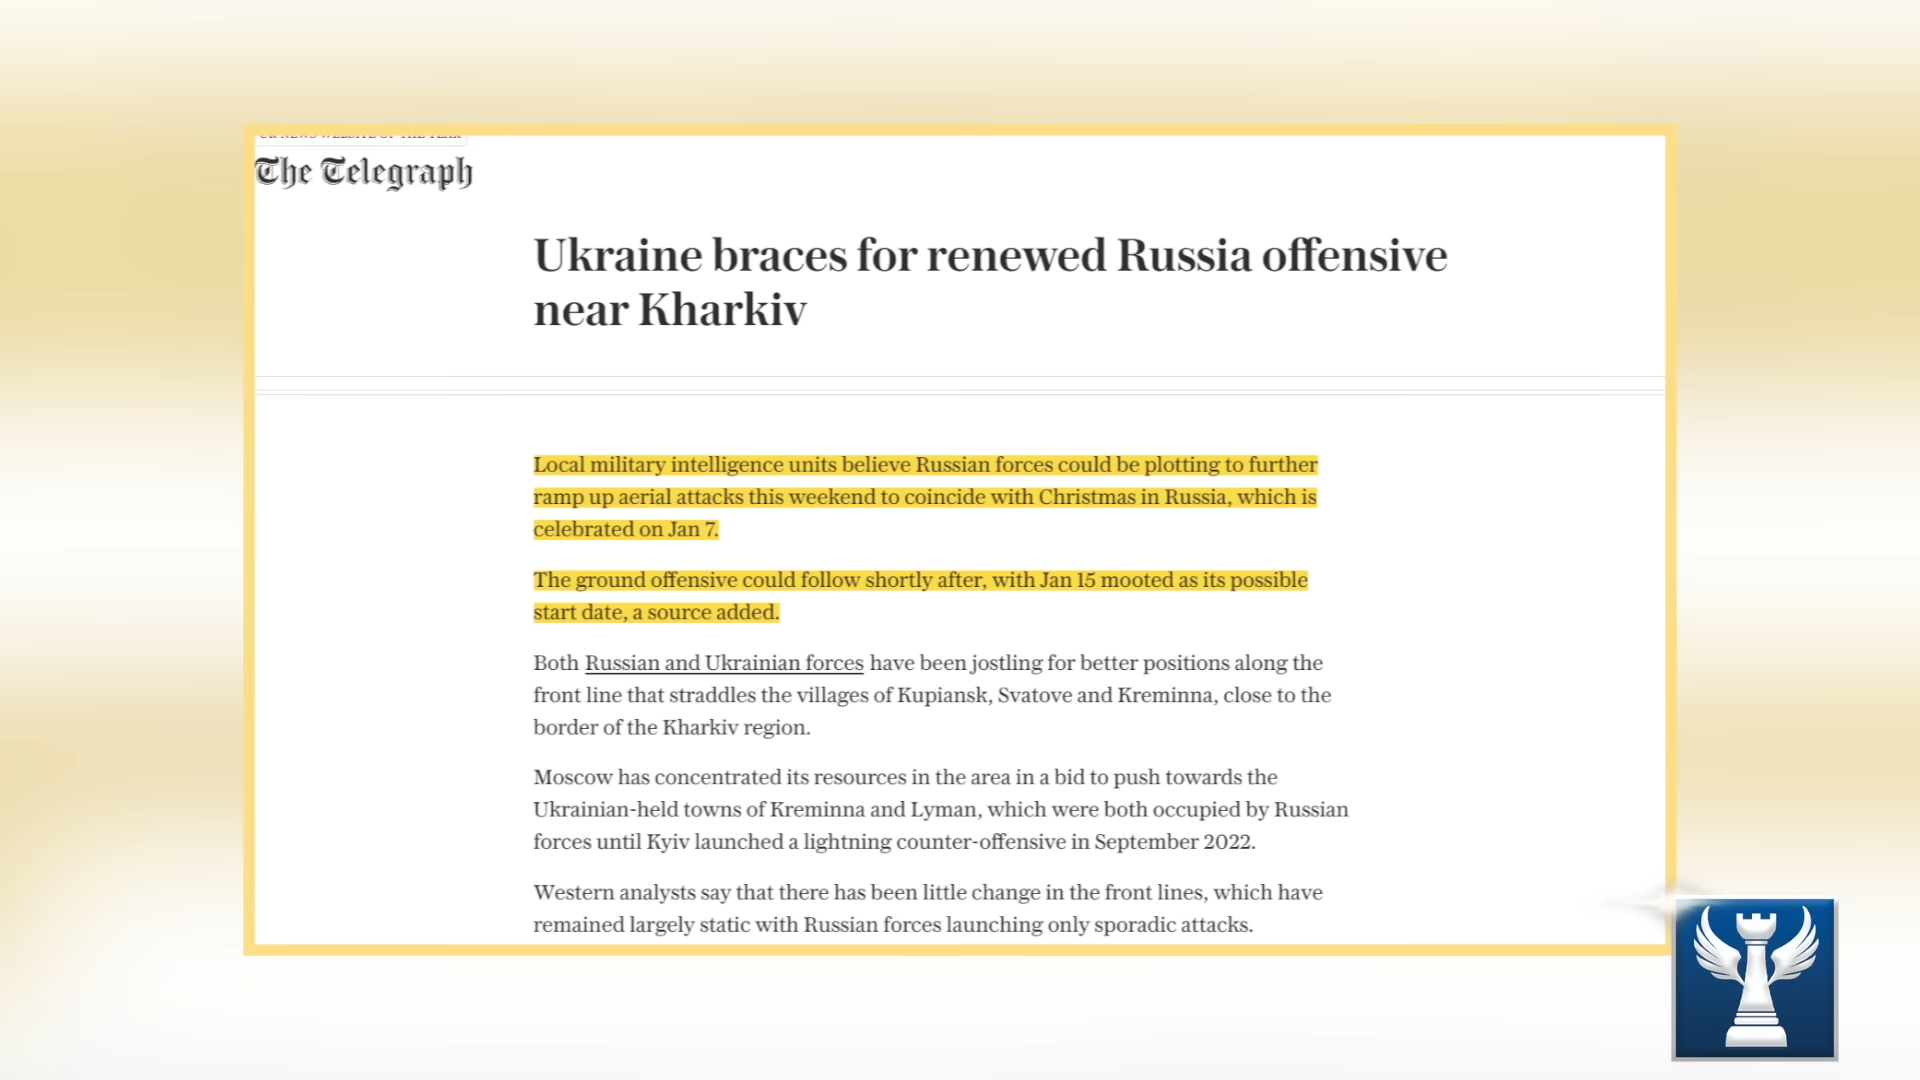 The Telegraph
Ukraine braces for renewed Russia offensive
near Kharkiv
Local military intelligence units believe Russian forces could be plotting to further
ramp up aerial attacks this weekend to coincide with Christmas in Russia, which is
celebrated on Jan 7.
The ground offensive could follow shortly after, with Jan 15 mooted as its possible
start date, a source added.
Both Russian and Ukrainian forces have been jostling for better positions along the
front line that straddles the villages of Kupiansk, Svatove and Kreminna, close to the
border of the Kharkiv region.
Moscow has concentrated its resources in the area in a bid to push towards the
Ukrainian-held towns of Kreminna and Lyman, which were both occupied by Russian
forces until Kyiv launched a lightning counter-offensive in September 2022.
Western analysts say that there has been little change in the front lines, which have
remained largely static with Russian forces launching only sporadic attacks.